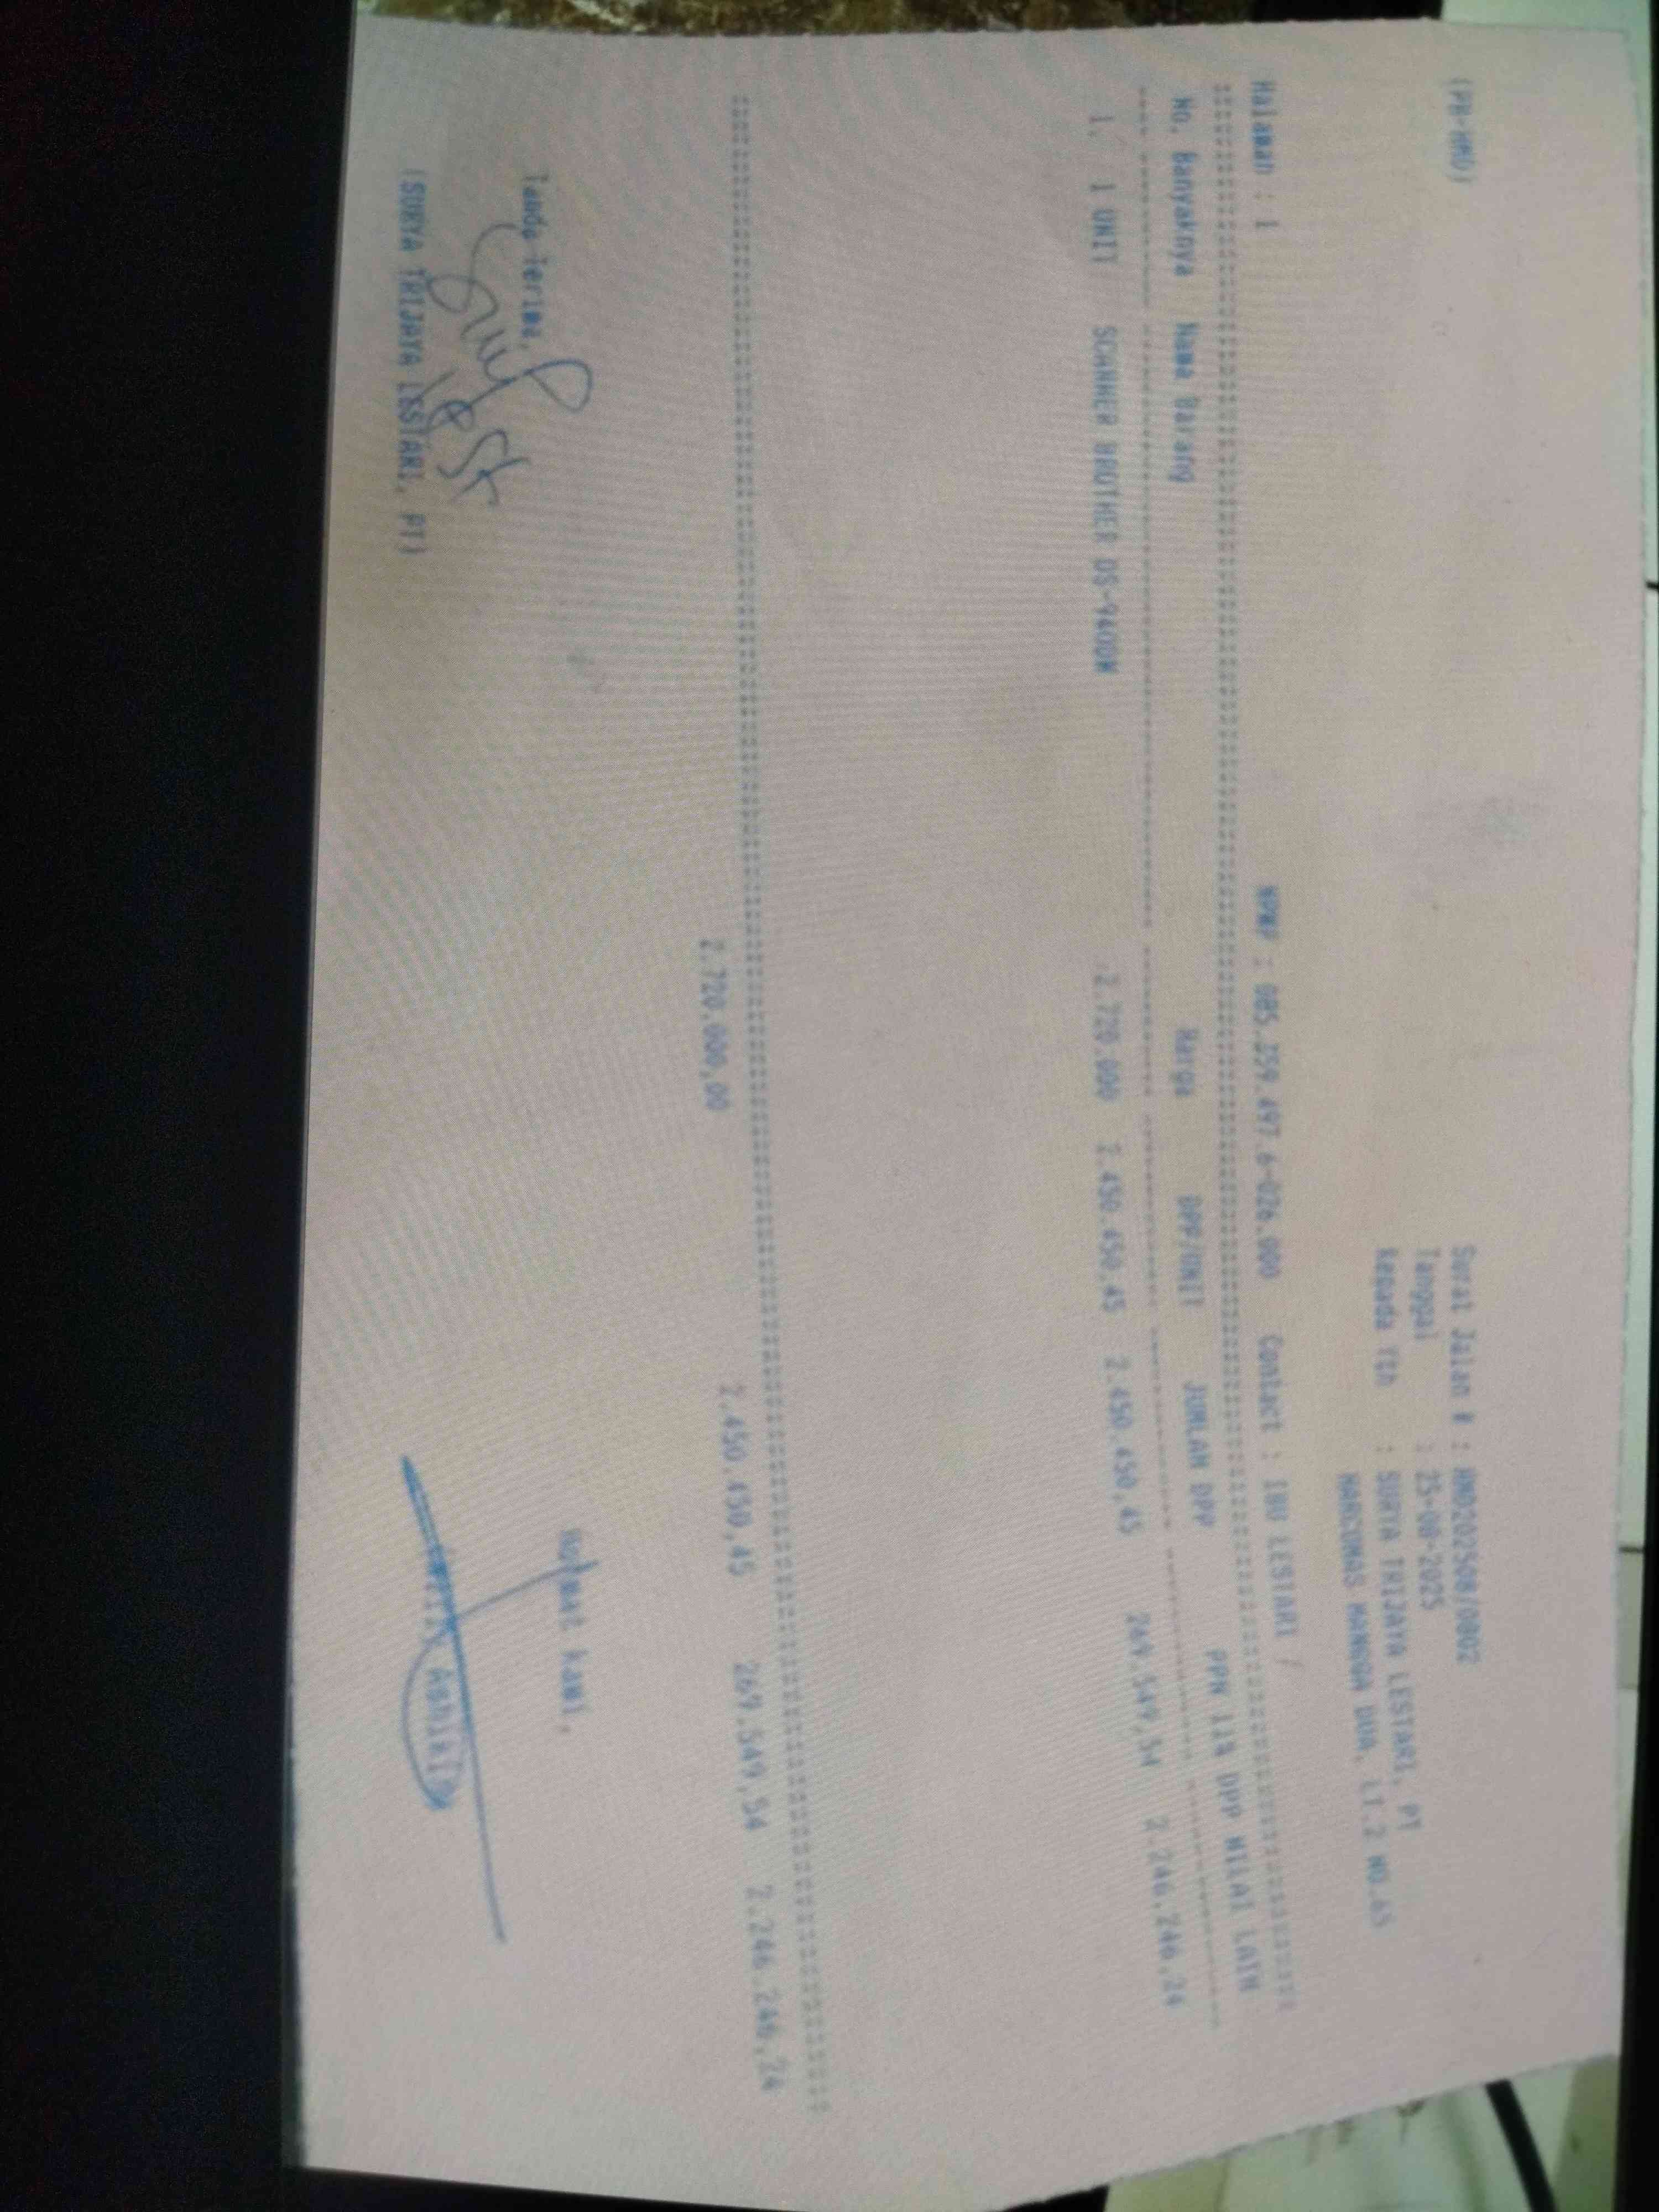 (PB-HMD)
Surat Jalan # : HMD202508/0802
Tanggal : 25-08-2025
Kepada Yth : SURYA TRIJAYA LESTARI, PT
HARCOMAS MANGGA DUA, LT.2 NO.65
Halaman : 1 NPWP : 005.259.497.6-026.000 Contact : IBU LESTARI /
No. Banyaknya Nama Barang Harga DPP/UNIT JUMLAH DPP PPN 12% DPP NILAI LAIN
1. 1 UNIT SCANNER BROTHER DS-940DW 2.720.000 2.450.450,45 2.450.450,45 269.549,54 2.246.246,24
2.720.000,00 2.450.450,45 269.549,54 2.246.246,24
Tanda Terima, Hormat kami,
(SURYA TRIJAYA LESTARI, PT)